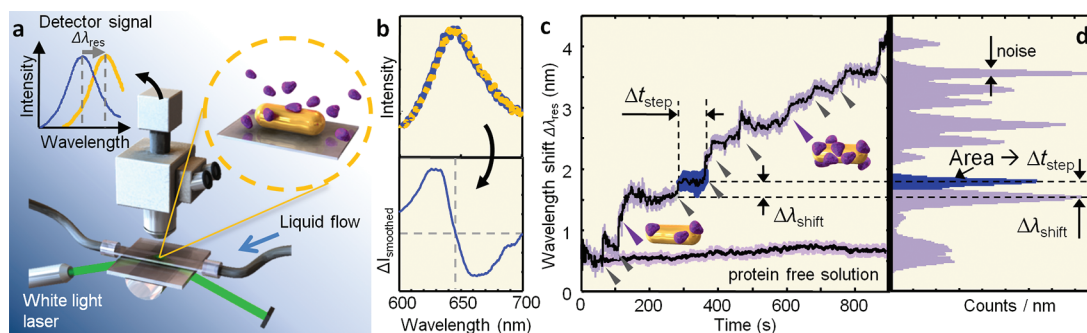 a
Detector signal
Δλres
Intensity
Wavelength
Liquid flow
White light
laser
b
Intensity
ΔIsmoothed
600
700
Wavelength (nm)
c
Wavelength shift Δλres (nm)
4
3
2
1
0
Δtstep
Δλshift
protein free solution
0
200
400
600
800
Time (s)
d
noise
Area → Δtstep
Δλshift
Counts / nm